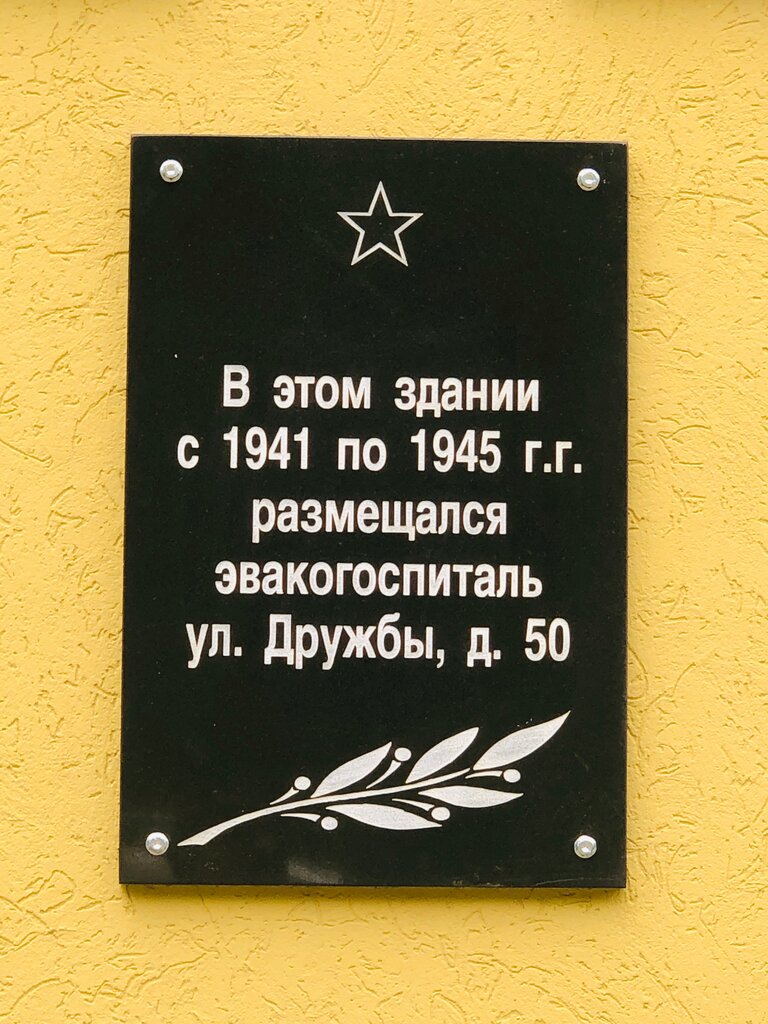 В этом здании
с 1941 по 1945 г.г.
размещался
эвакогоспиталь
ул. Дружбы, д. 50